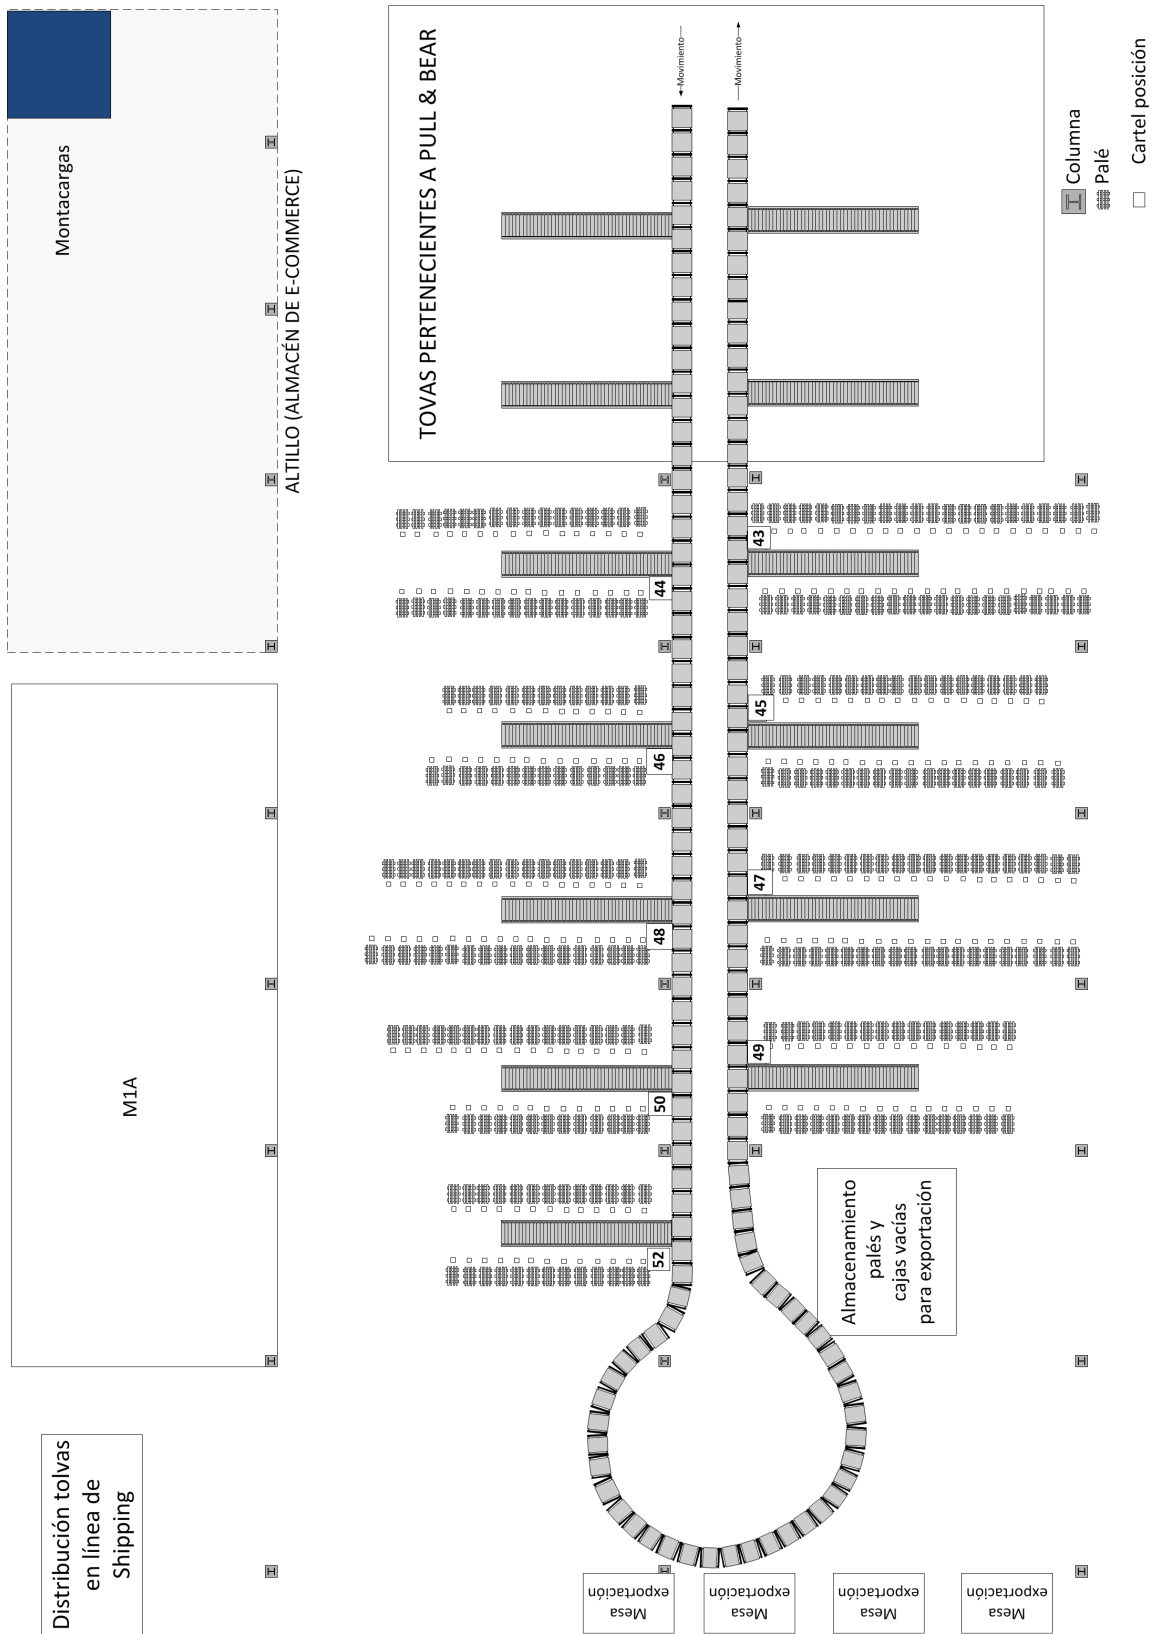 Distribución tolvas
en línea de
Shipping
M1A
Montacargas
ALTILLO (ALMACÉN DE E-COMMERCE)
TOVAS PERTENECIENTES A PULL & BEAR
Movimiento
Movimiento
52
50
48
46
44
49
47
45
43
Almacenamiento
palés y
cajas vacías
para exportación
Mesa
exportación
Mesa
exportación
Mesa
exportación
Mesa
exportación
Columna
Palé
Cartel posición